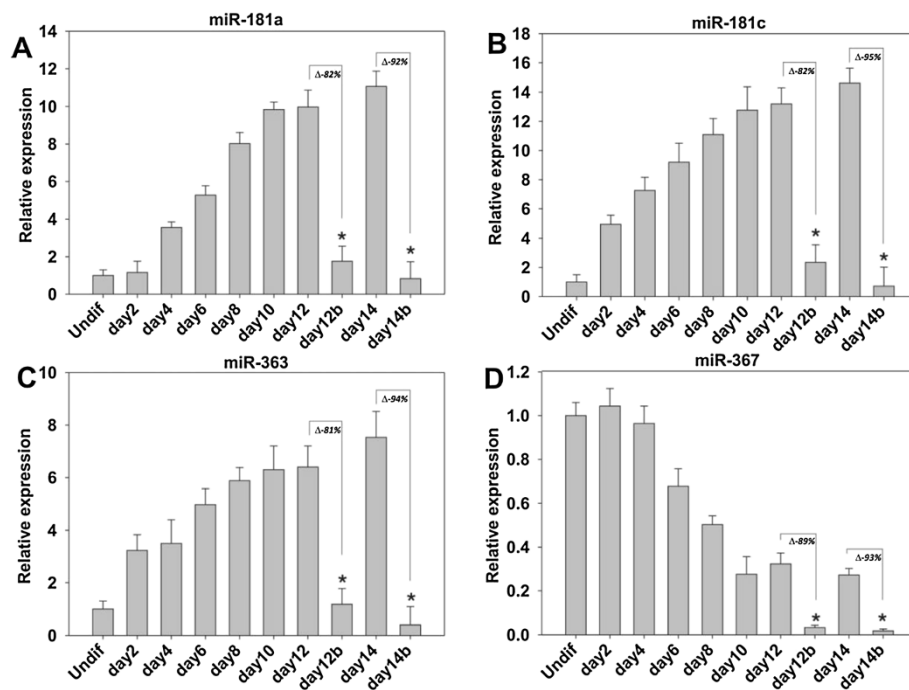 A
miR-181a
Relative expression
14
12
10
8
6
4
2
0
Δ-82%
Δ-92%
*
*
Undif
day2
day4
day6
day8
day10
day12
day12b
day14
day14b
B
miR-181c
Relative expression
18
16
14
12
10
8
6
4
2
0
Δ-82%
Δ-95%
*
*
Undif
day2
day4
day6
day8
day10
day12
day12b
day14
day14b
C
miR-363
Relative expression
10
8
6
4
2
0
Δ-81%
Δ-94%
*
*
Undif
day2
day4
day6
day8
day10
day12
day12b
day14
day14b
D
miR-367
Relative expression
1.2
1.0
0.8
0.6
0.4
0.2
0.0
Δ-89%
Δ-93%
*
*
Undif
day2
day4
day6
day8
day10
day12
day12b
day14
day14b